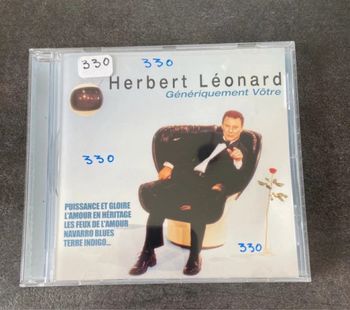 330
330
Herbert Léonard
Génériquement Vôtre
330
PUISSANCE ET GLOIRE
L'AMOUR EN HÉRITAGE
LES FEUX DE L'AMOUR
NAVARRO BLUES
TERRE INDIGO...
330